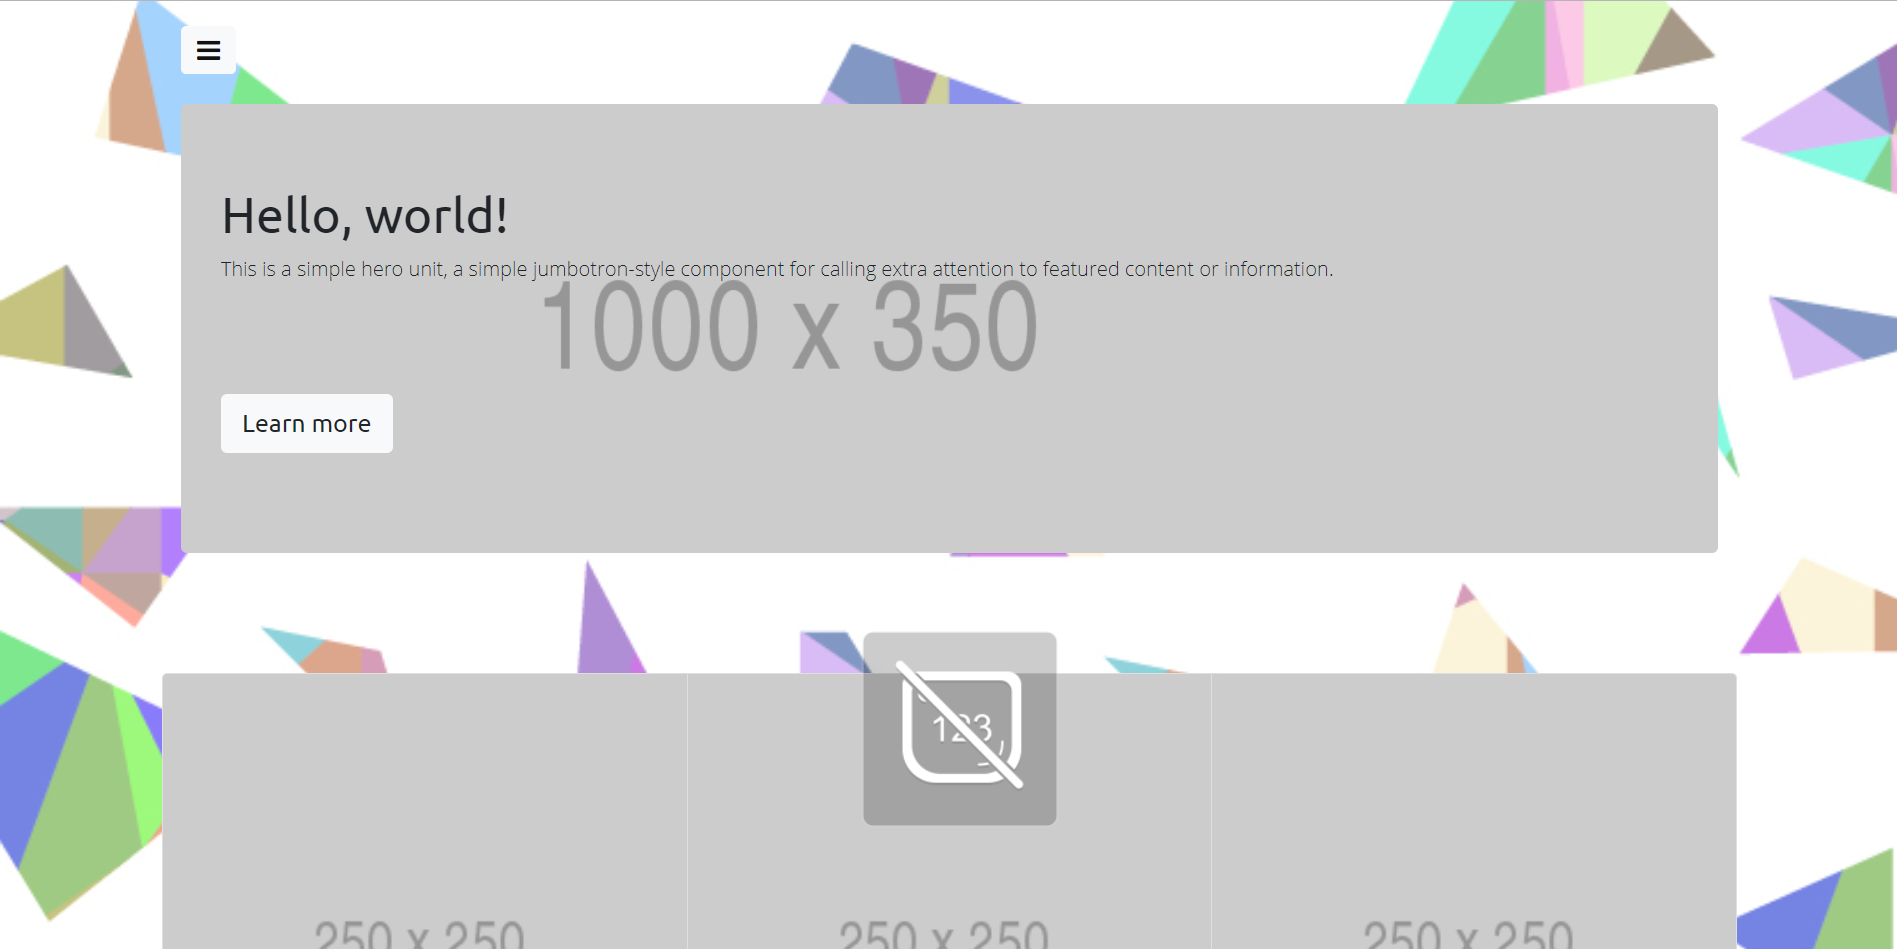 Hello, world!
This is a simple hero unit, a simple jumbotron-style component for calling extra attention to featured content or information.
1000 x 350
Learn more
123
250 x 250
250 x 250
250 x 250